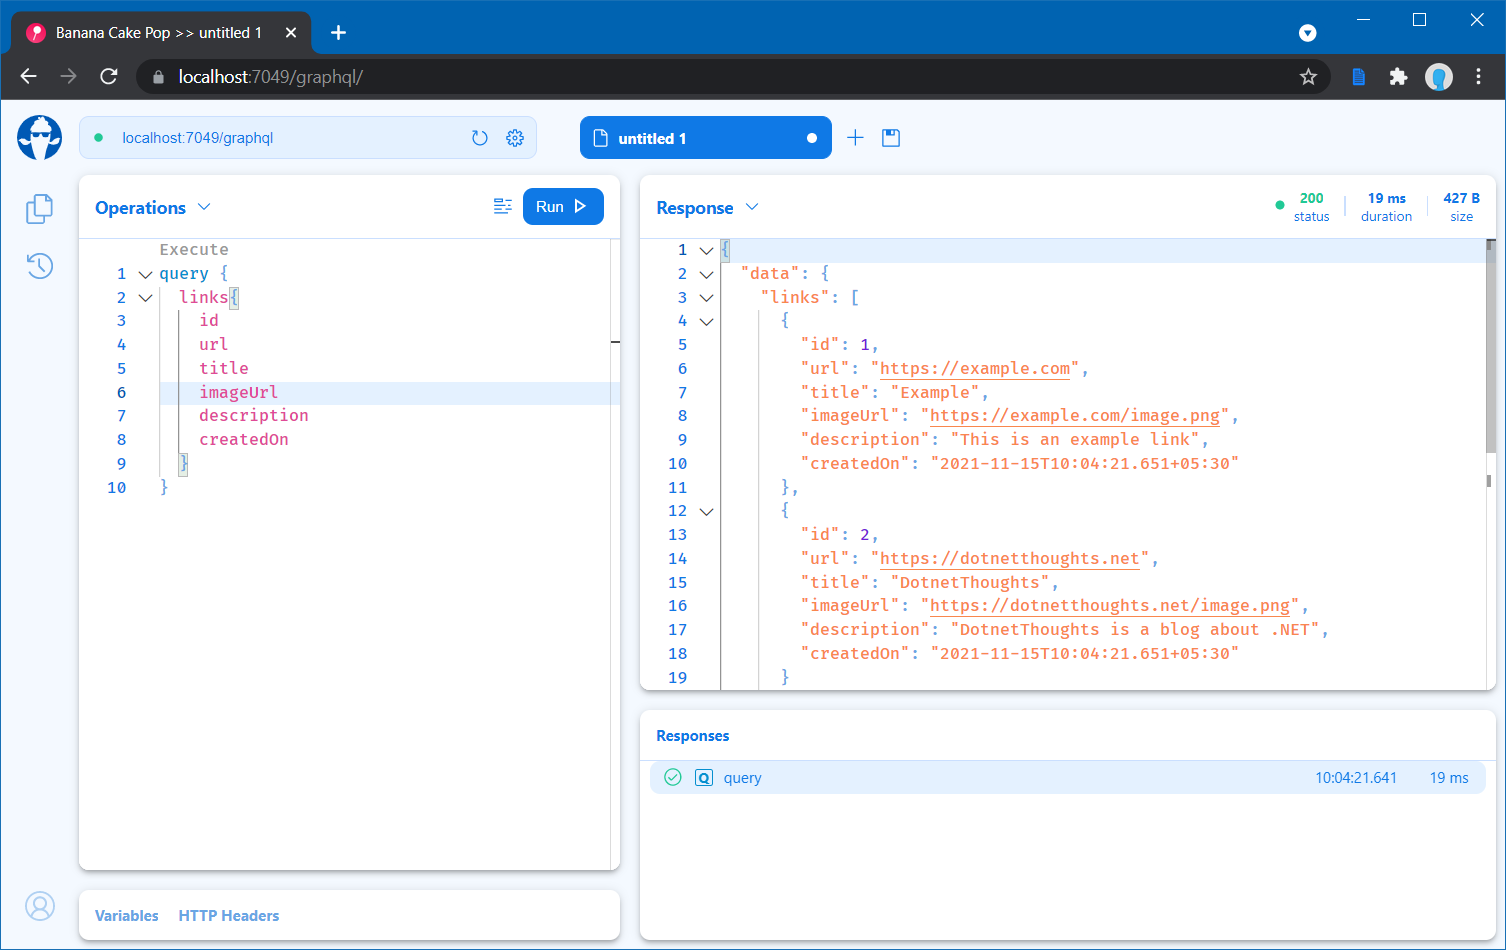 Banana Cake Pop >> untitled 1
localhost:7049/graphql/
localhost:7049/graphql
untitled 1
Operations
Run
Execute
1 query {
2 links{
3 id
4 url
5 title
6 imageUrl
7 description
8 createdOn
9 }
10 }
Variables HTTP Headers
Response
200 status
19 ms duration
427 B size
1 {
2 "data": {
3 "links": [
4 {
5 "id": 1,
6 "url": "https://example.com",
7 "title": "Example",
8 "imageUrl": "https://example.com/image.png",
9 "description": "This is an example link",
10 "createdOn": "2021-11-15T10:04:21.651+05:30"
11 },
12 {
13 "id": 2,
14 "url": "https://dotnetthoughts.net",
15 "title": "DotnetThoughts",
16 "imageUrl": "https://dotnetthoughts.net/image.png",
17 "description": "DotnetThoughts is a blog about .NET",
18 "createdOn": "2021-11-15T10:04:21.651+05:30"
19 }
Responses
Q query 10:04:21.641 19 ms